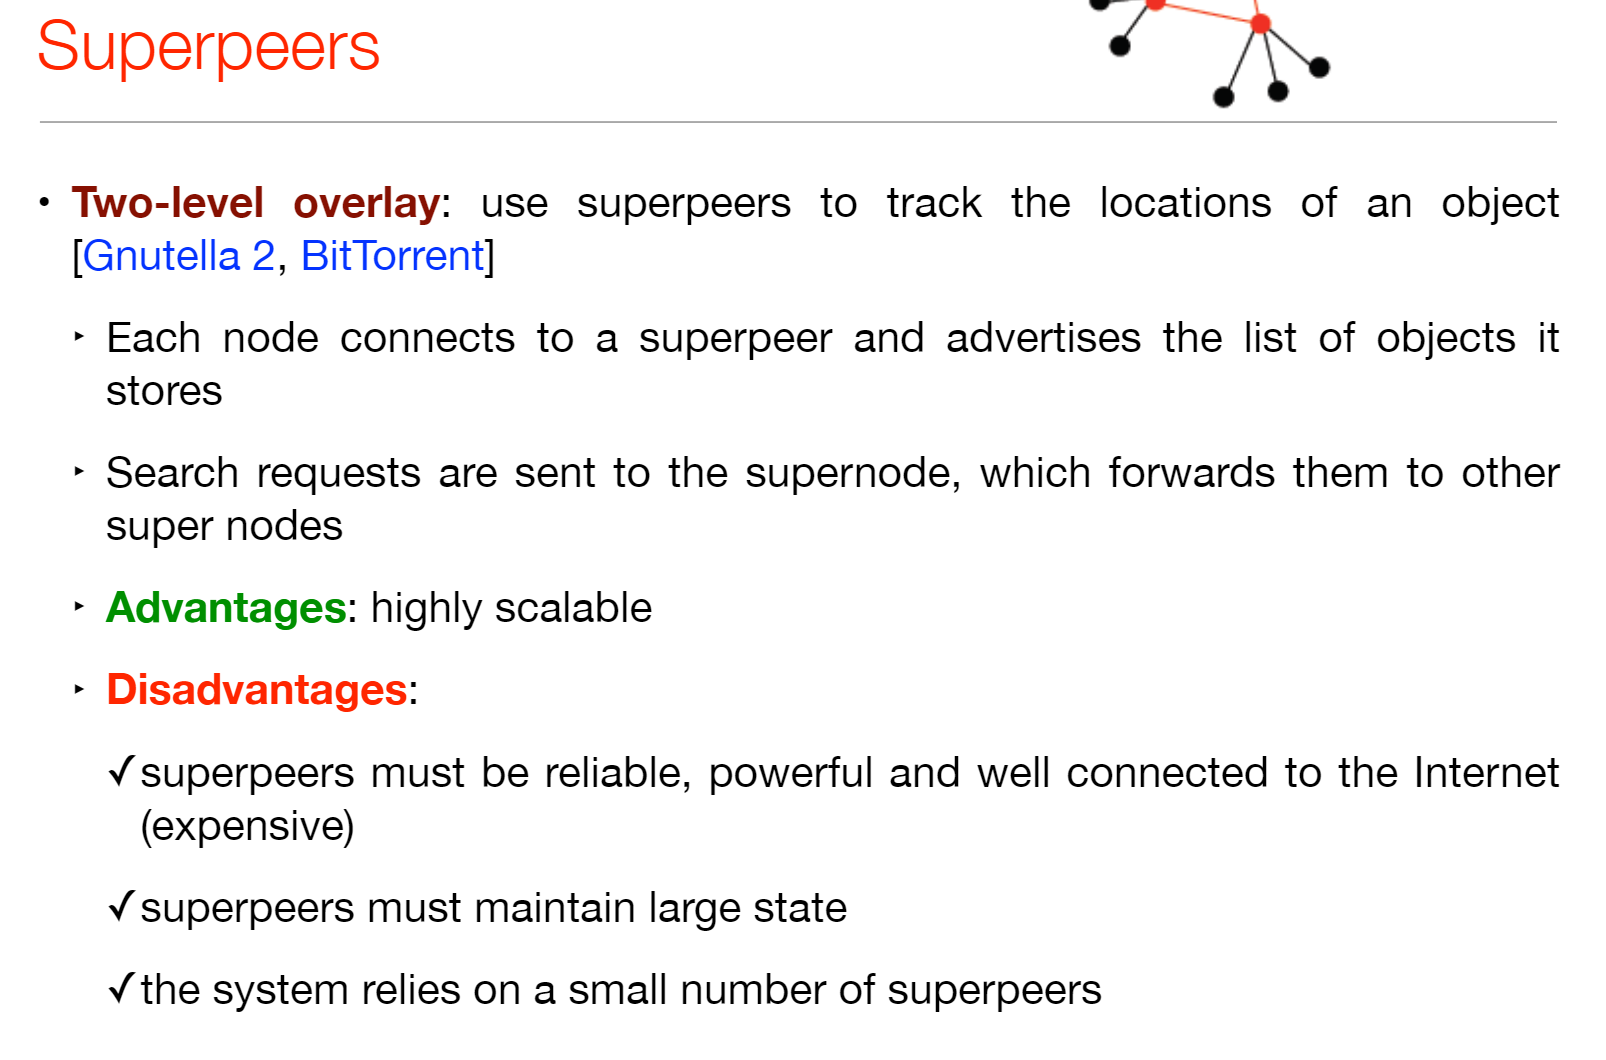 Superpeers
• Two-level overlay: use superpeers to track the locations of an object
[Gnutella 2, BitTorrent]
‣ Each node connects to a superpeer and advertises the list of objects it
stores
‣ Search requests are sent to the supernode, which forwards them to other
super nodes
‣ Advantages: highly scalable
‣ Disadvantages:
✓superpeers must be reliable, powerful and well connected to the Internet
(expensive)
✓superpeers must maintain large state
✓the system relies on a small number of superpeers